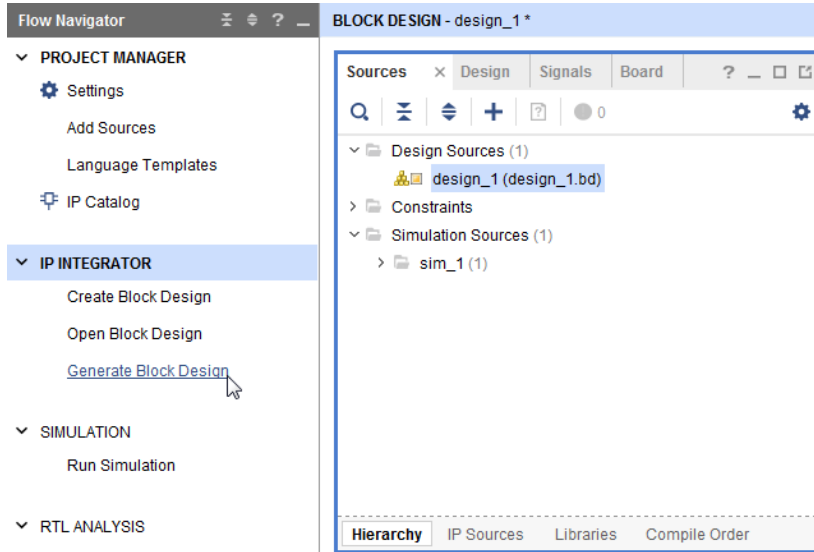 Flow Navigator ?
PROJECT MANAGER
Settings
Add Sources
Language Templates
IP Catalog
IP INTEGRATOR
Create Block Design
Open Block Design
Generate Block Design
SIMULATION
Run Simulation
RTL ANALYSIS
BLOCK DESIGN - design_1 *
Sources × Design Signals Board ?
? 0
Design Sources (1)
design_1 (design_1.bd)
Constraints
Simulation Sources (1)
sim_1 (1)
Hierarchy IP Sources Libraries Compile Order